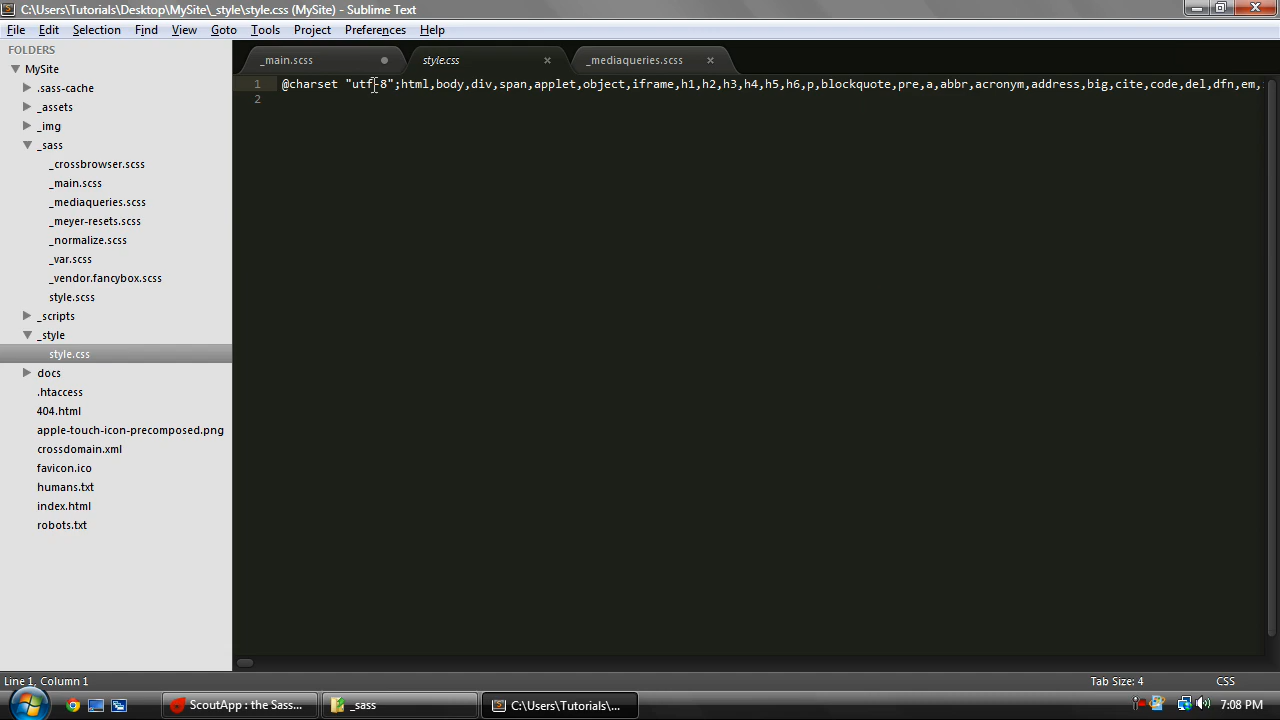 C:\Users\Tutorials\Desktop\MySite\_style\style.css (MySite) - Sublime Text
File Edit Selection Find View Goto Tools Project Preferences Help
FOLDERS
MySite
.sass-cache
_assets
_img
_sass
_crossbrowser.scss
_main.scss
_mediaqueries.scss
_meyer-resets.scss
_normalize.scss
_var.scss
_vendor.fancybox.scss
style.scss
_scripts
_style
style.css
docs
.htaccess
404.html
apple-touch-icon-precomposed.png
crossdomain.xml
favicon.ico
humans.txt
index.html
robots.txt
_main.scss style.css _mediaqueries.scss
1 @charset "utf-8";html,body,div,span,applet,object,iframe,h1,h2,h3,h4,h5,h6,p,blockquote,pre,a,abbr,acronym,address,big,cite,code,del,dfn,em,
2
Line 1, Column 1 Tab Size: 4 CSS
ScoutApp : the Sass... _sass C:\Users\Tutorials\... 7:08 PM